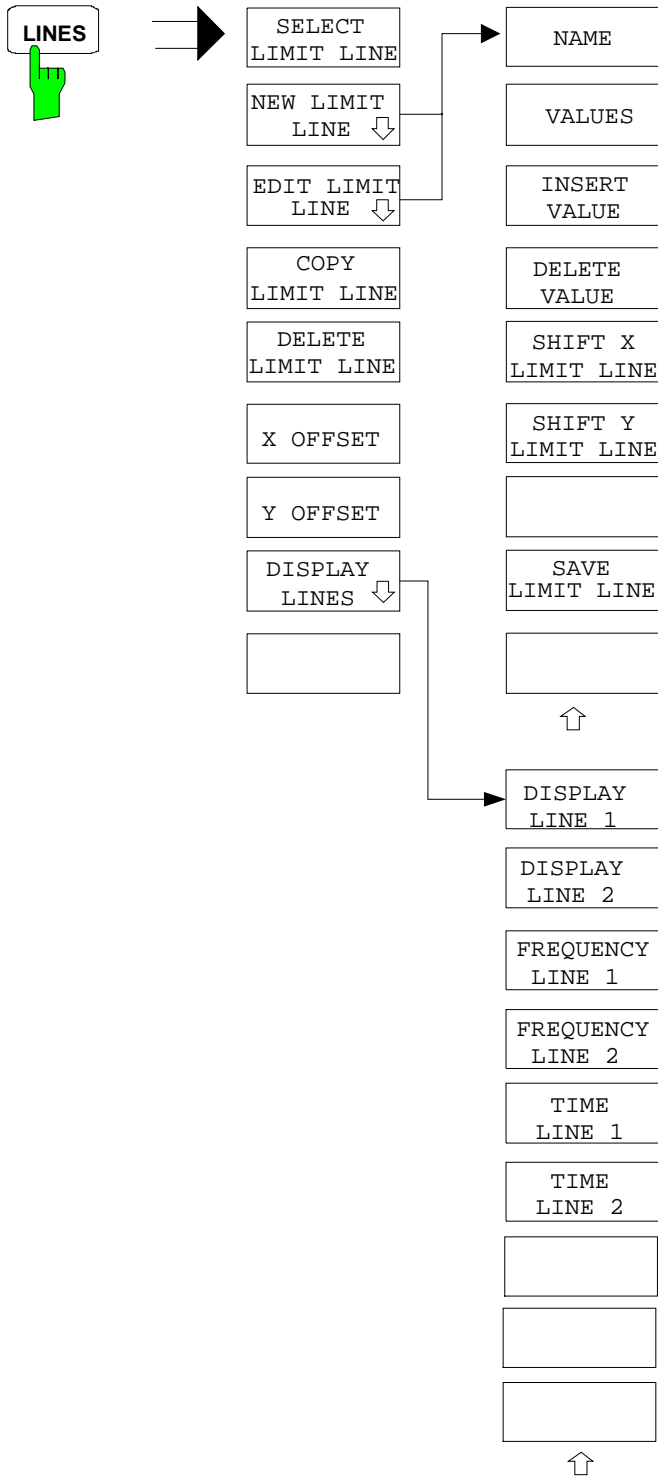 LINES
SELECT
LIMIT LINE
NEW LIMIT
LINE
EDIT LIMIT
LINE
COPY
LIMIT LINE
DELETE
LIMIT LINE
X OFFSET
Y OFFSET
DISPLAY
LINES
NAME
VALUES
INSERT
VALUE
DELETE
VALUE
SHIFT X
LIMIT LINE
SHIFT Y
LIMIT LINE
SAVE
LIMIT LINE
DISPLAY
LINE 1
DISPLAY
LINE 2
FREQUENCY
LINE 1
FREQUENCY
LINE 2
TIME
LINE 1
TIME
LINE 2